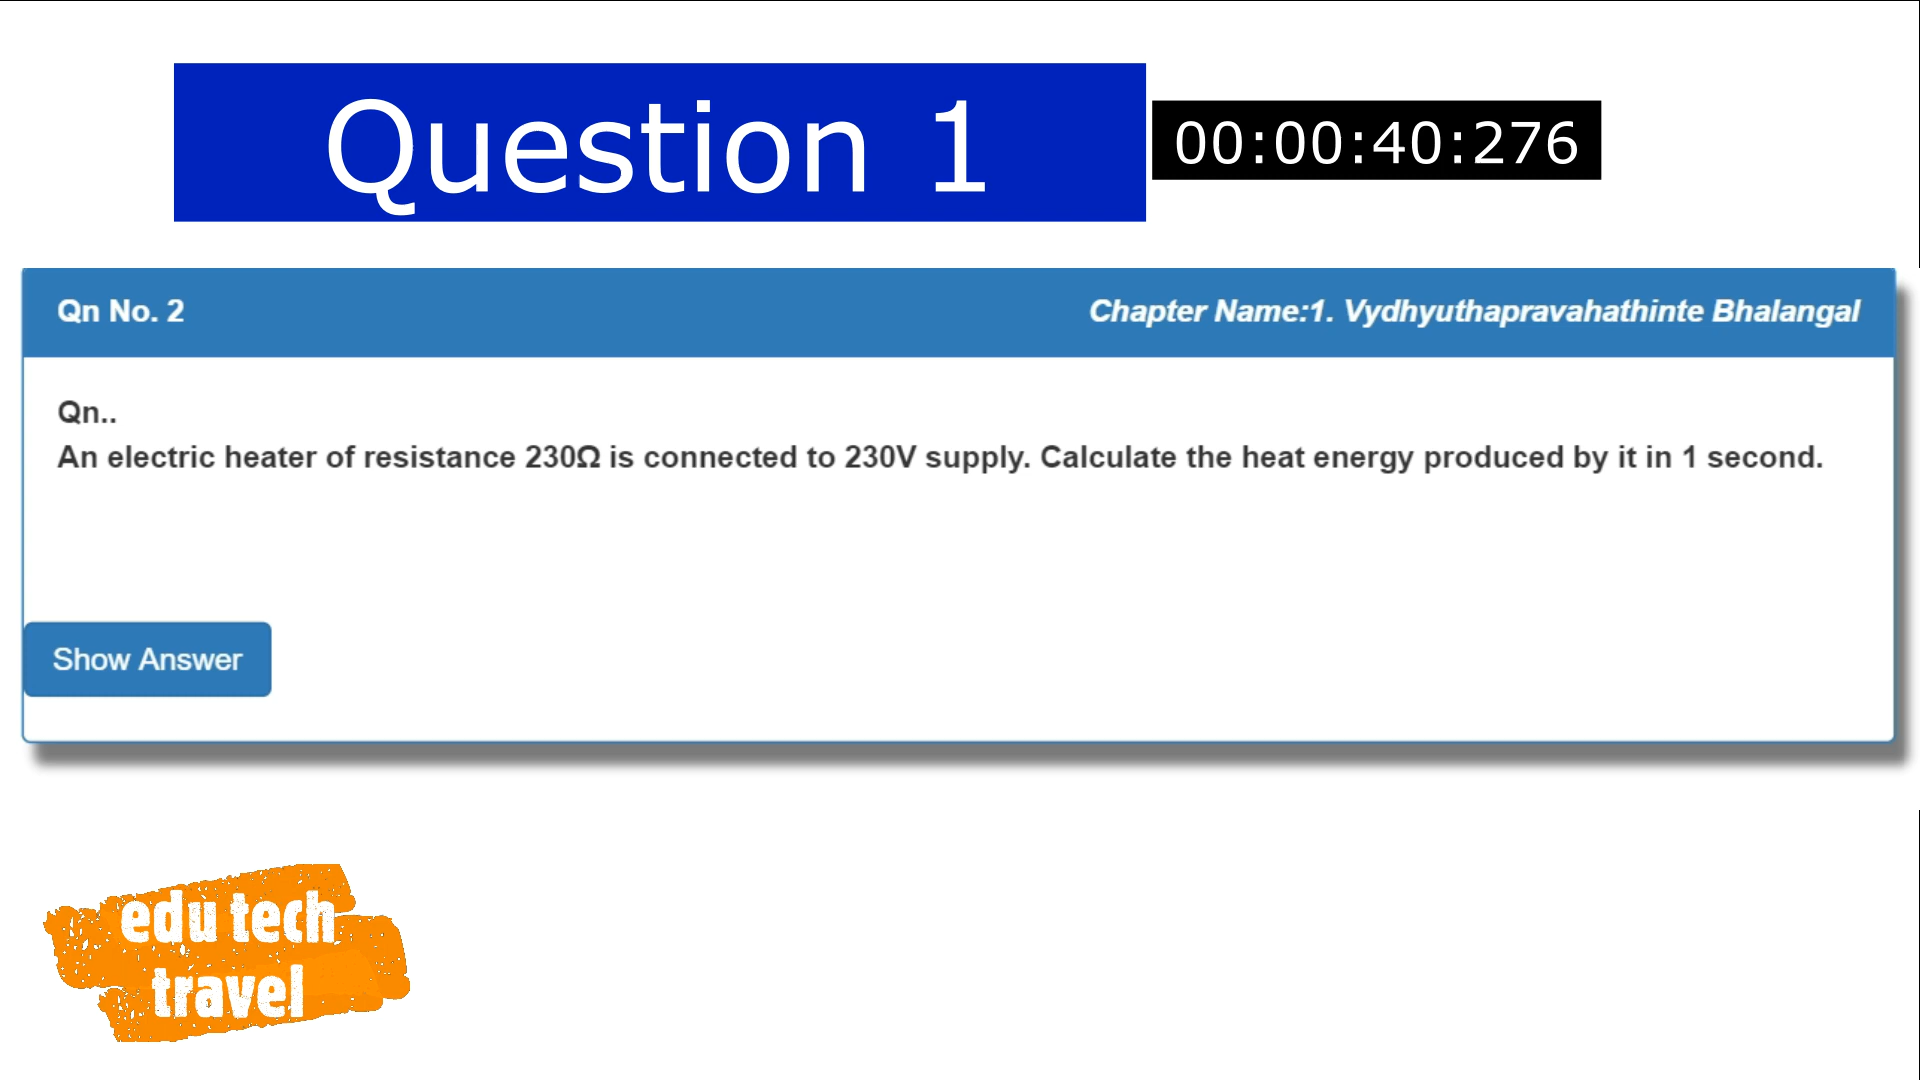 Question 1
00:00:40:276
Qn No. 2
Chapter Name:1. Vydhyuthapravahathinte Bhalangal
Qn..
An electric heater of resistance 230Ω is connected to 230V supply. Calculate the heat energy produced by it in 1 second.
Show Answer
edu tech
travel